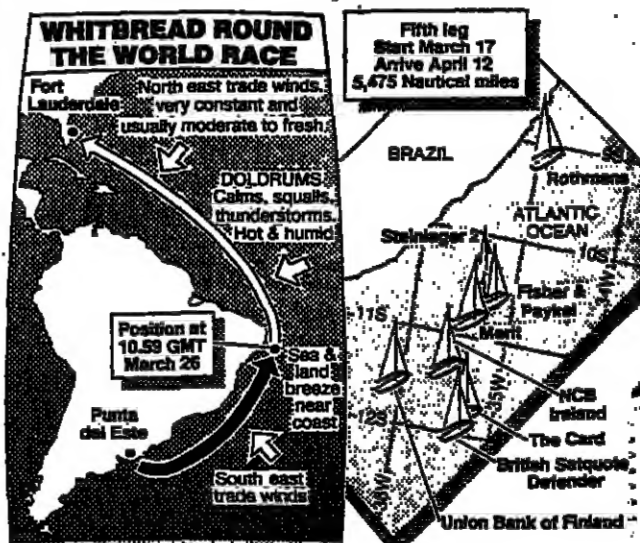 WHITBREAD ROUND
THE WORLD RACE
Fort
Lauderdale
North east trade winds,
very constant and
usually moderate to fresh,
DOLDRUMS
Calms, squalls,
thunderstorms.
Hot & humid
Position at
10.59 GMT
March 26
Sea &
land
breeze
near
coast
Punta
del Este
South east
trade winds
Fifth leg
Start March 17
Arrive April 12
5,475 Nautical miles
BRAZIL
Rothmans
ATLANTIC
OCEAN
Steinlager 2
10S
34W
Fisher &
Paykel
11S
Merit
35W
NCB
Ireland
12S
The Card
British Satquote
Defender
36W
Union Bank of Finland